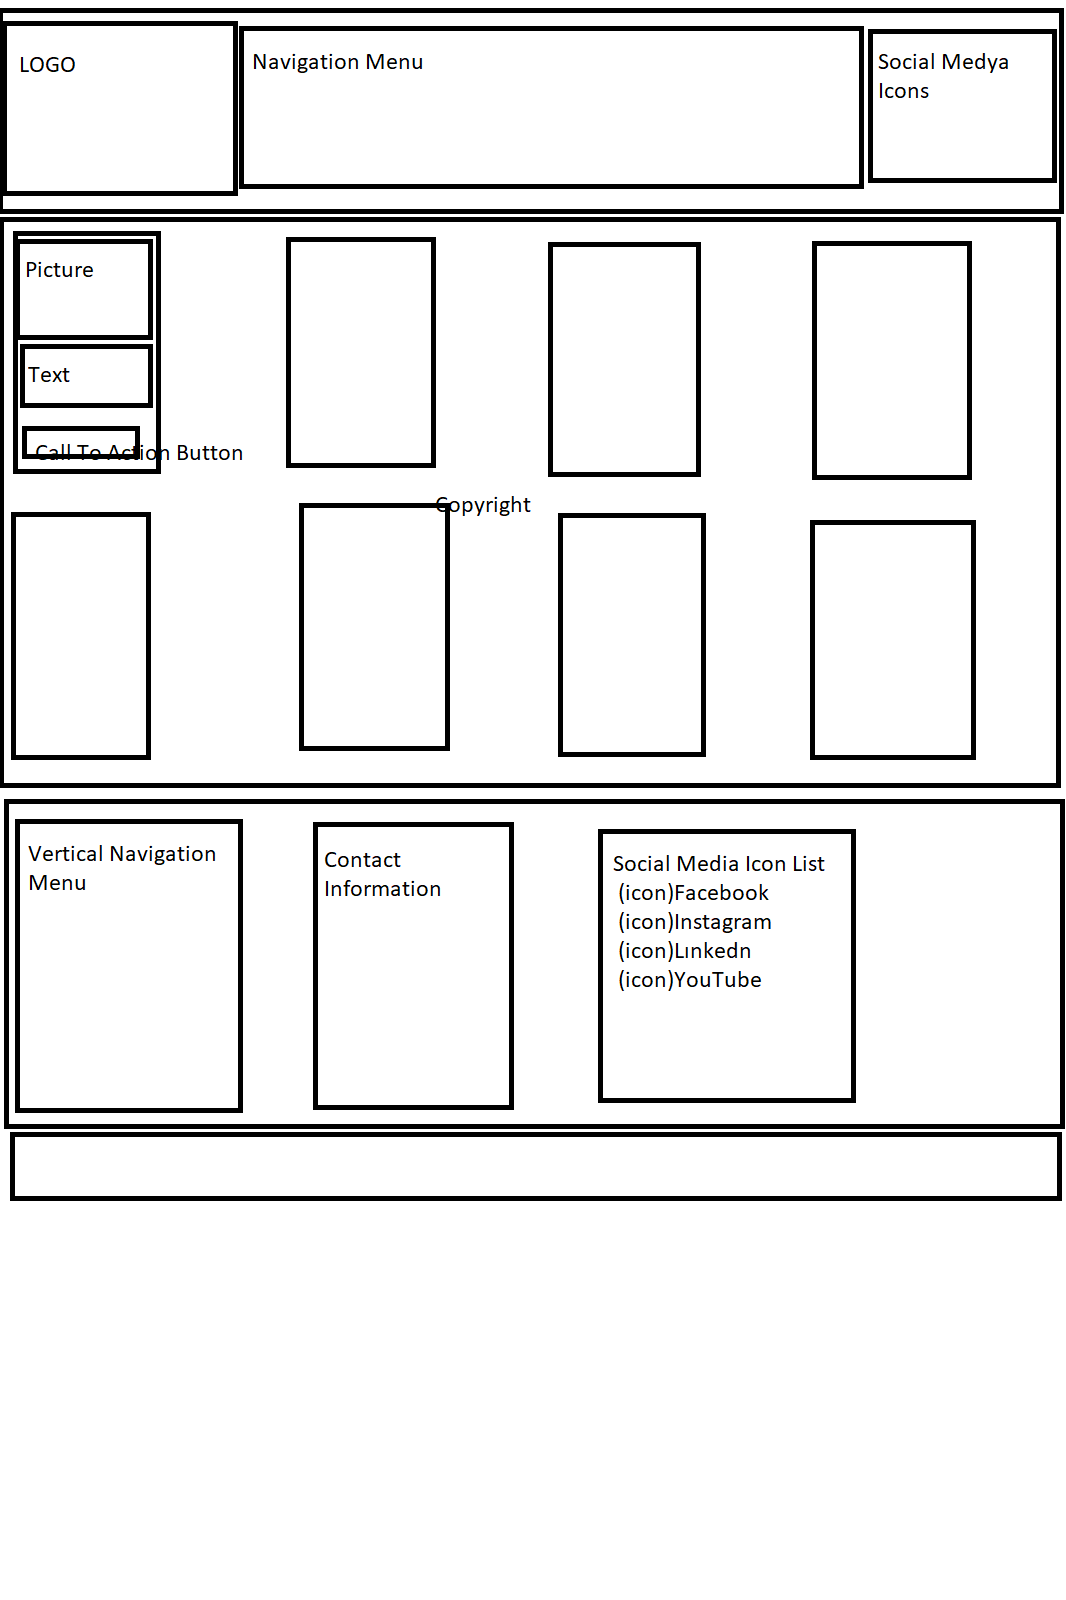 LOGO
Navigation Menu
Social Medya
Icons
Picture
Text
Call To Action Button
Copyright
Vertical Navigation
Menu
Contact
Information
Social Media Icon List
(icon)Facebook
(icon)Instagram
(icon)Lınkedn
(icon)YouTube